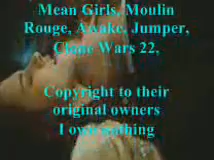 Mean Girls, Moulin
Rouge, Awake, Jumper,
Clone Wars 22,
Copyright to their
original owners
I own nothing